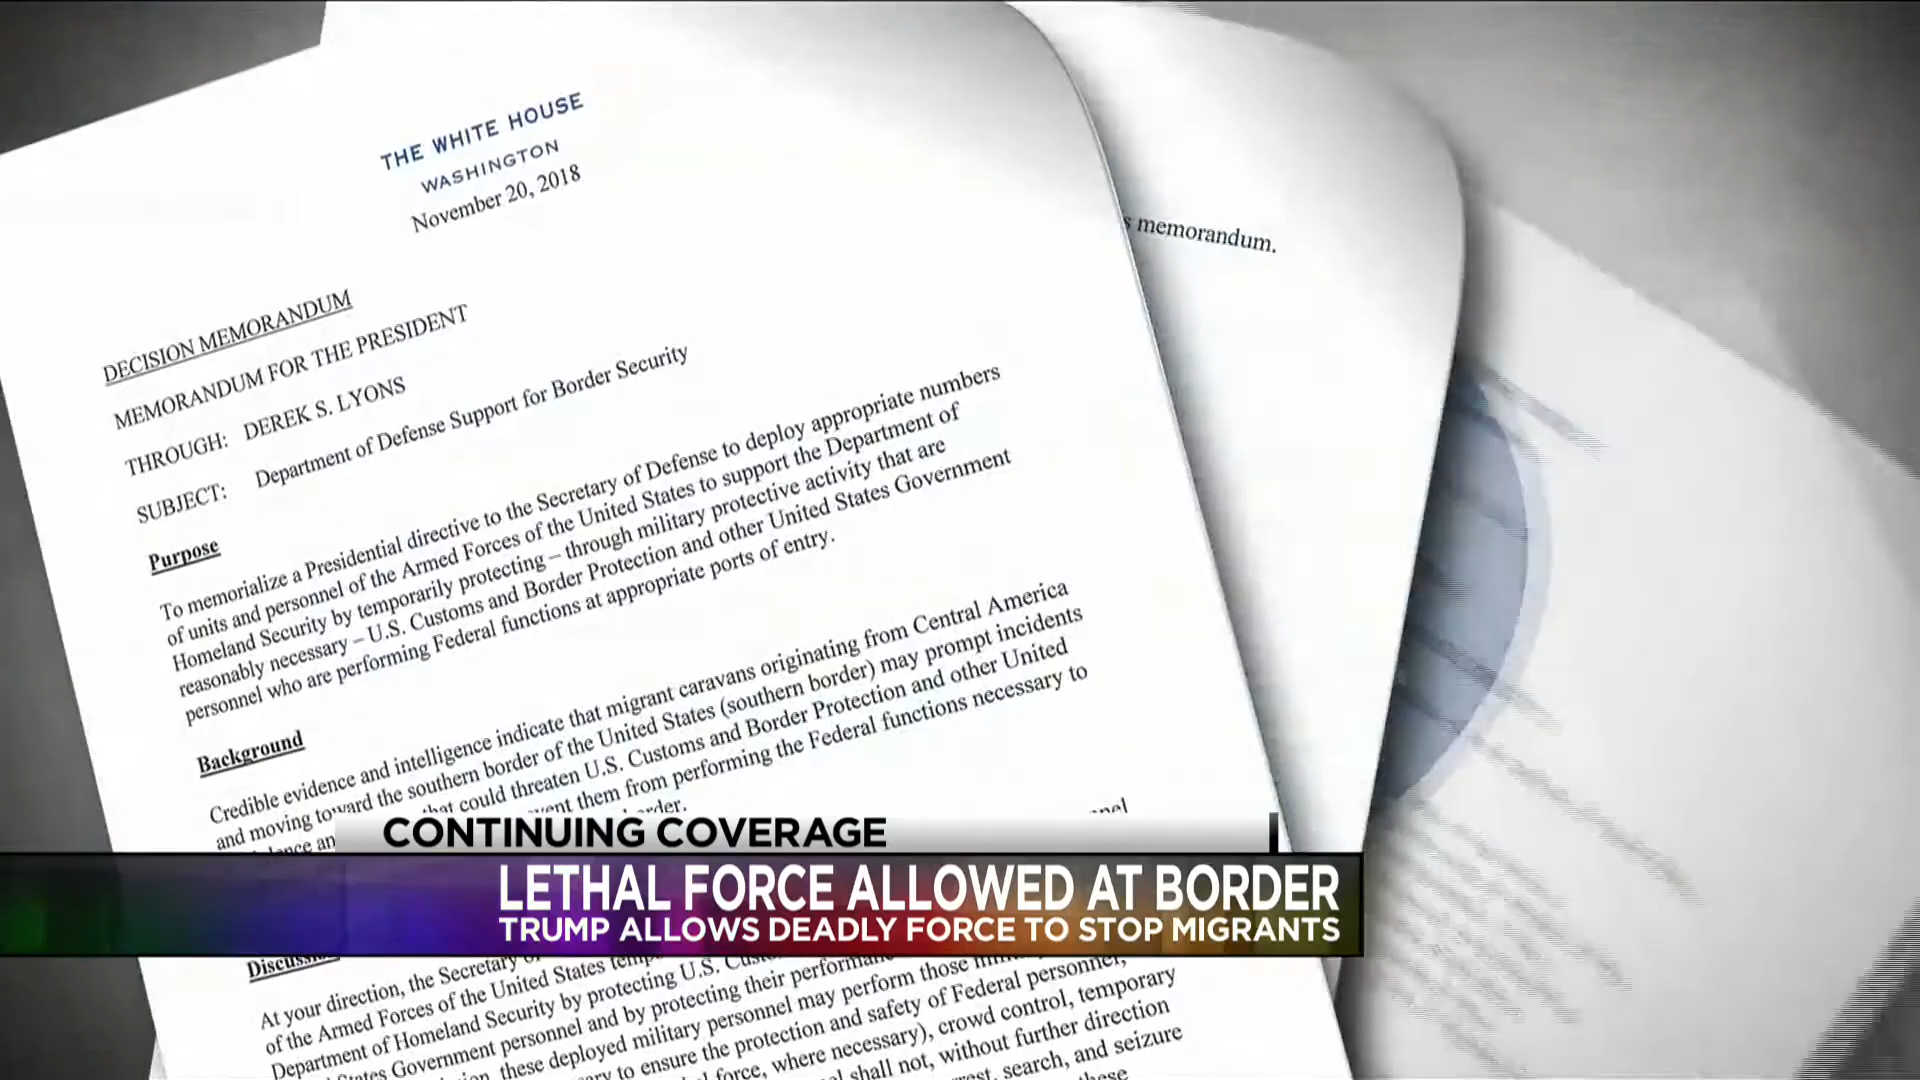 THE WHITE HOUSE
WASHINGTON
November 20, 2018
s memorandum.
DECISION MEMORANDUM
MEMORANDUM FOR THE PRESIDENT
THROUGH: DEREK S. LYONS
SUBJECT: Department of Defense Support for Border Security
Purpose
To memorialize a Presidential directive to the Secretary of Defense to deploy appropriate numbers
of units and personnel of the Armed Forces of the United States to support the Department of
Homeland Security by temporarily protecting – through military protective activity that are
reasonably necessary – U.S. Customs and Border Protection and other United States Government
personnel who are performing Federal functions at appropriate ports of entry.
Background
Credible evidence and intelligence indicate that migrant caravans originating from Central America
and moving toward the southern border of the United States (southern border) may prompt incidents
that could threaten U.S. Customs and Border Protection and other United
them from performing the Federal functions necessary to
CONTINUING COVERAGE
LETHAL FORCE ALLOWED AT BORDER
TRUMP ALLOWS DEADLY FORCE TO STOP MIGRANTS
At your direction, the Secretary
of the Armed Forces of the United States
Department of Homeland Security by protecting U.S.
States Government personnel and by protecting their
these deployed military personnel may perform those
to ensure the protection and safety of Federal personnel,
force, where necessary), crowd control, temporary
shall not, without further direction
search, and seizure